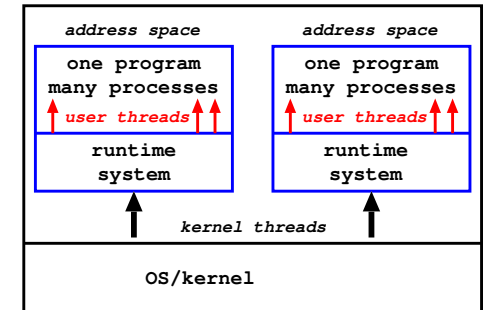 address space
one program
many processes
user threads
runtime
system
address space
one program
many processes
user threads
runtime
system
kernel threads
OS/kernel